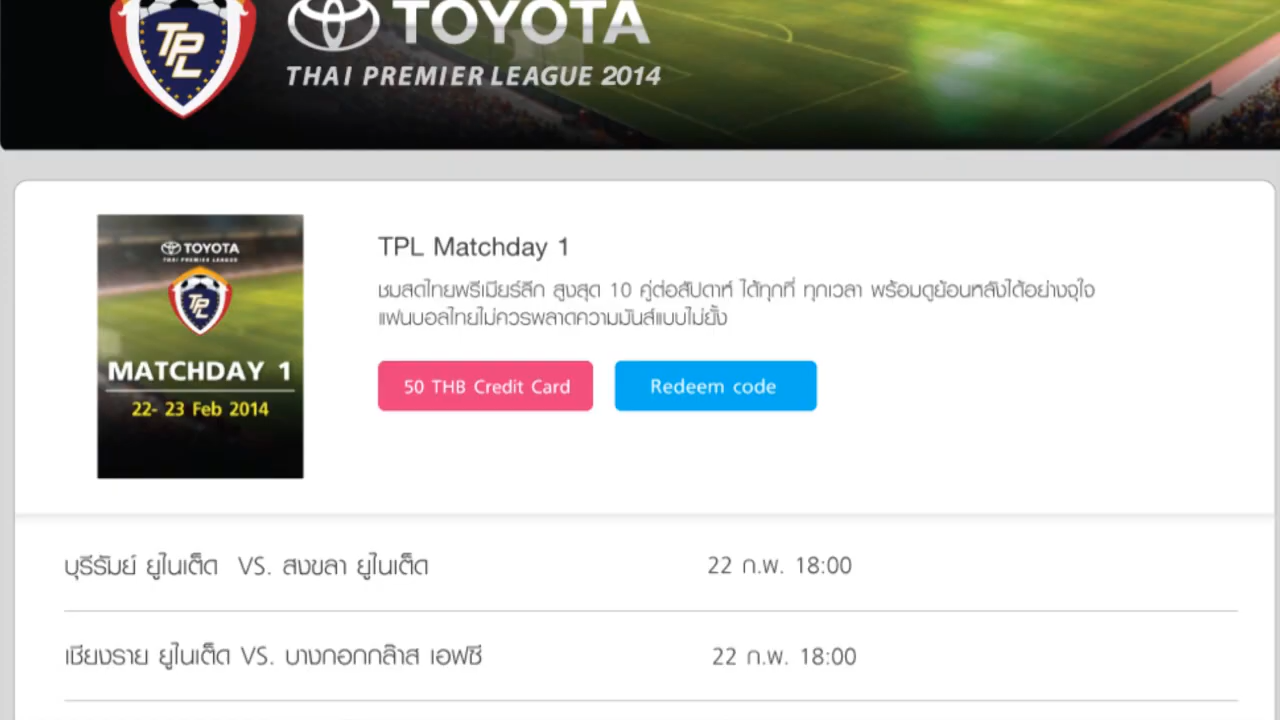 TPL
TOYOTA
THAI PREMIER LEAGUE 2014
TOYOTA
THAI PREMIER LEAGUE
TPL
MATCHDAY 1
22- 23 Feb 2014
TPL Matchday 1
ชมสดไทยพรีเมียร์ลีก สูงสุด 10 คู่ต่อสัปดาห์ ได้ทุกที่ ทุกเวลา พร้อมดูย้อนหลังได้อย่างจุใจ
แฟนบอลไทยไม่ควรพลาดความมันส์แบบไม่ยั้ง
50 THB Credit Card
Redeem code
บุรีรัมย์ ยูไนเต็ด VS. สงขลา ยูไนเต็ด 22 ก.พ. 18:00
เชียงราย ยูไนเต็ด VS. บางกอกกล๊าส เอฟซี 22 ก.พ. 18:00